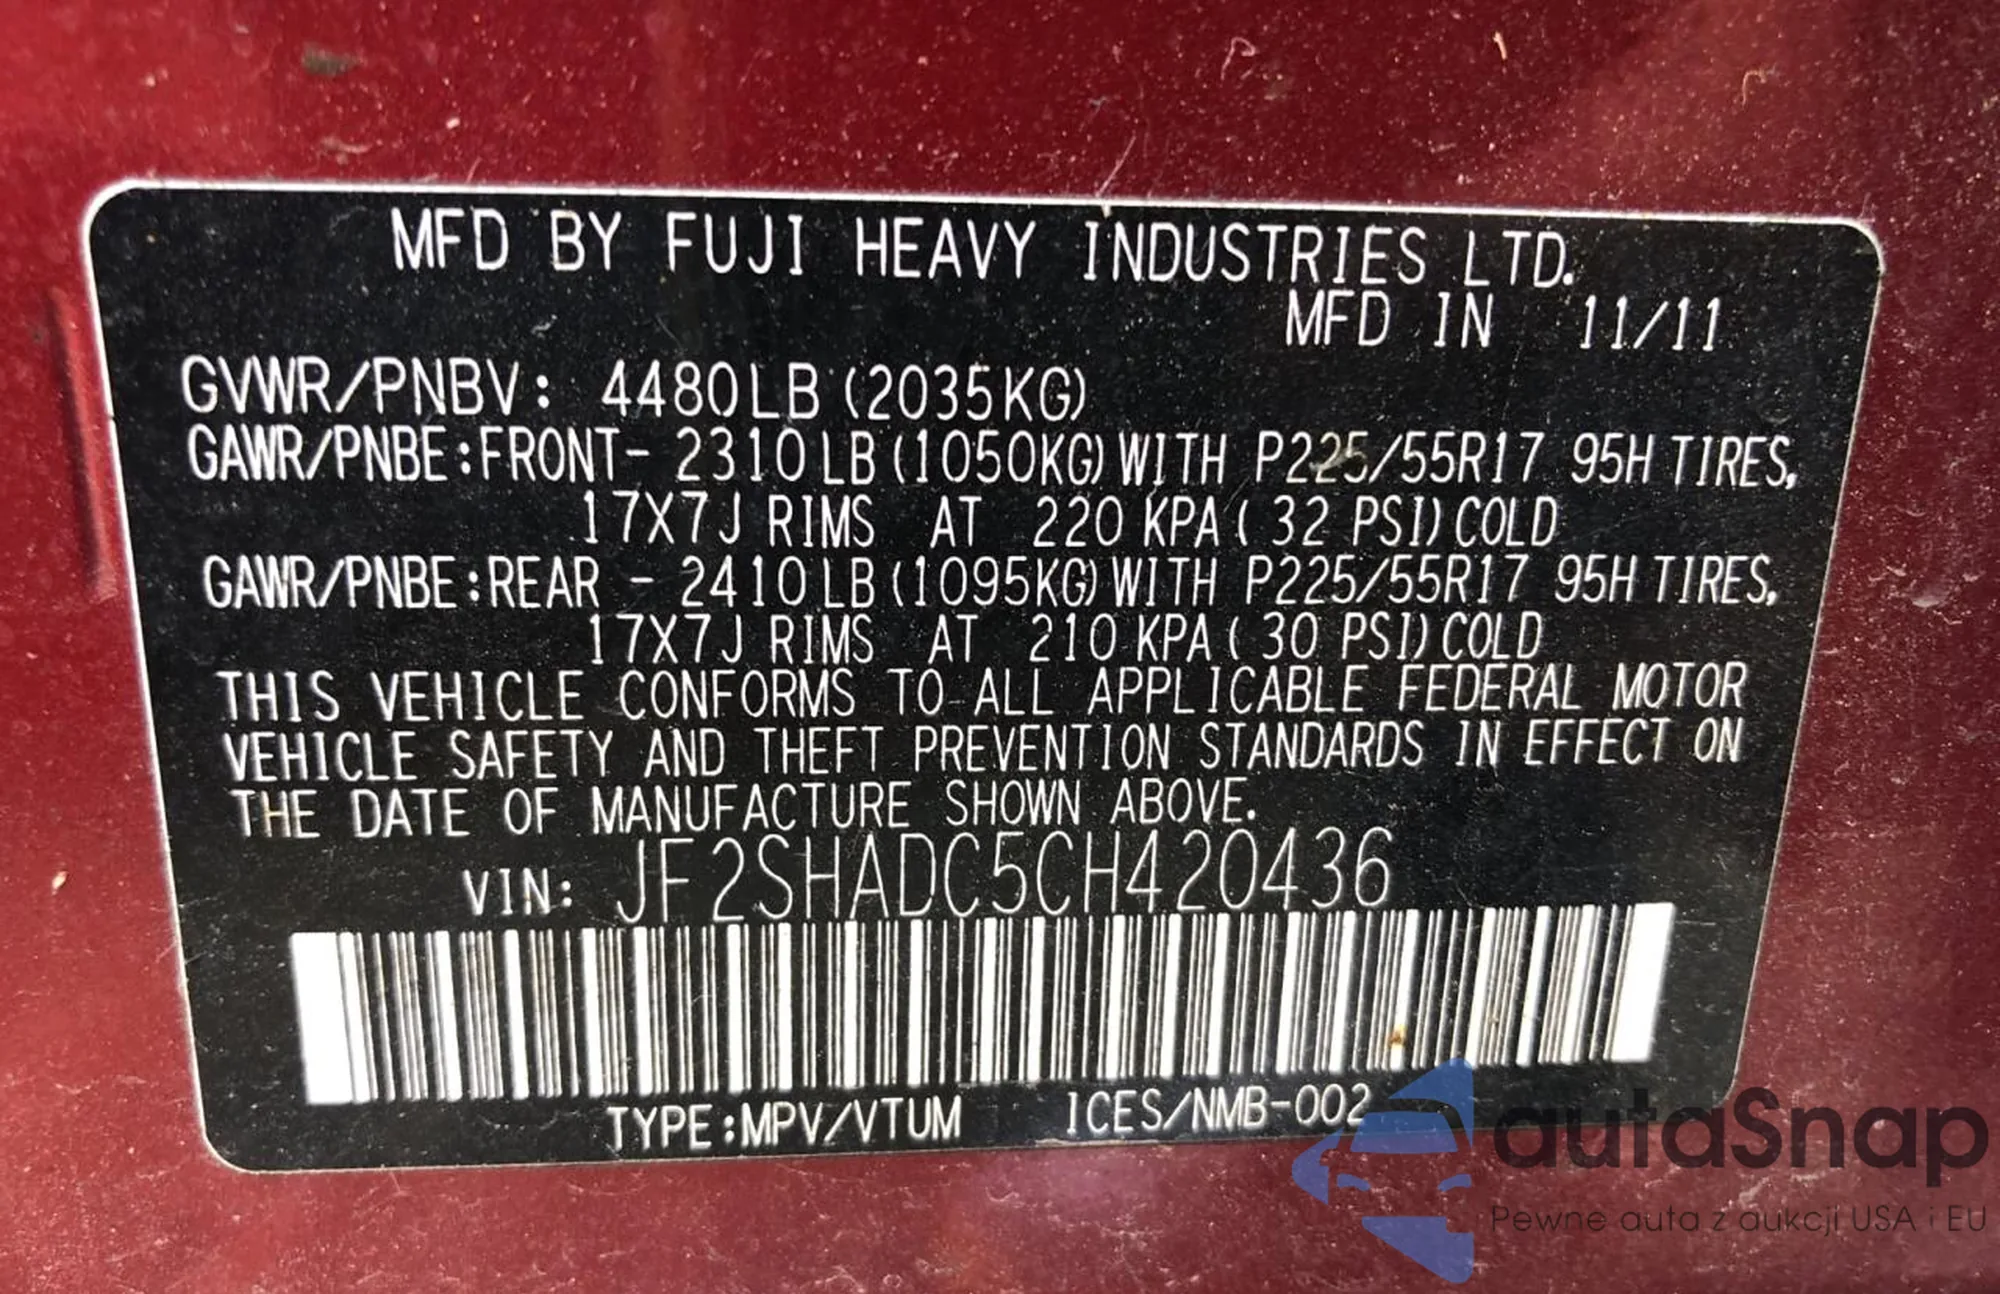 MFD BY FUJI HEAVY INDUSTRIES LTD.
MFD IN 11/11
GVWR/PNBV: 4480LB (2035KG)
GAWR/PNBE:FRONT- 2310LB (1050KG) WITH P225/55R17 95H TIRES,
17X7J RIMS AT 220 KPA ( 32 PSI) COLD
GAWR/PNBE:REAR - 2410LB (1095KG) WITH P225/55R17 95H TIRES,
17X7J RIMS AT 210 KPA ( 30 PSI) COLD
THIS VEHICLE CONFORMS TO ALL APPLICABLE FEDERAL MOTOR
VEHICLE SAFETY AND THEFT PREVENTION STANDARDS IN EFFECT ON
THE DATE OF MANUFACTURE SHOWN ABOVE.
VIN: JF2SHADC5CH420436
TYPE:MPV/VTUM ICES/NMB-002
autaSnap
Pewne auta z aukcji USA i EU